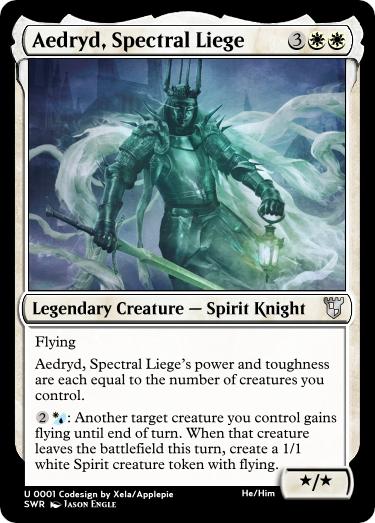 Aedryd, Spectral Liege 3
Legendary Creature — Spirit Knight
Flying
Aedryd, Spectral Liege's power and toughness
are each equal to the number of creatures you
control.
2 : Another target creature you control gains
flying until end of turn. When that creature
leaves the battlefield this turn, create a 1/1
white Spirit creature token with flying.
*/*
U 0001 Codesign by Xela/Applepie He/Him
SWR Jason Engle